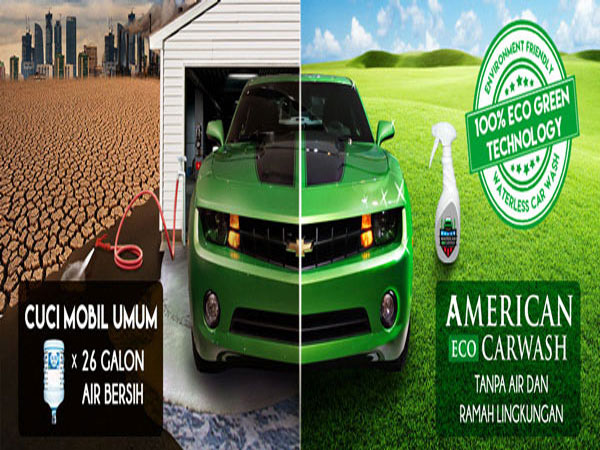 CUCI MOBIL UMUM
x 26 GALON
AIR BERSIH
ENVIRONMENT FRIENDLY
100% ECO GREEN
TECHNOLOGY
WATERLESS CAR WASH
AMERICAN
ECO CARWASH
TANPA AIR DAN
RAMAH LINGKUNGAN